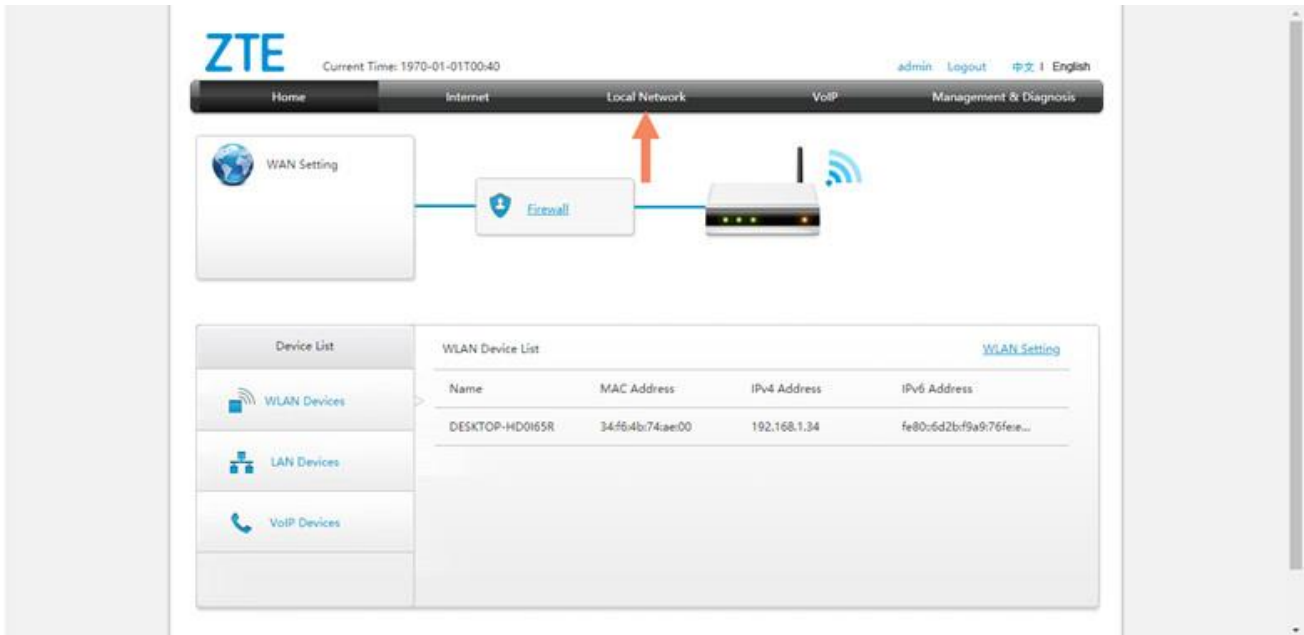 ZTE
Current Time: 1970-01-01T00:40
admin Logout 中文 | English
Home Internet Local Network VoIP Management & Diagnosis
WAN Setting
Firewall
Device List
WLAN Device List WLAN Setting
Name MAC Address IPv4 Address IPv6 Address
WLAN Devices
DESKTOP-HD0I65R 34:f6:4b:74:ae:00 192.168.1.34 fe80::6d2b:f9a9:76fe:e...
LAN Devices
VoIP Devices